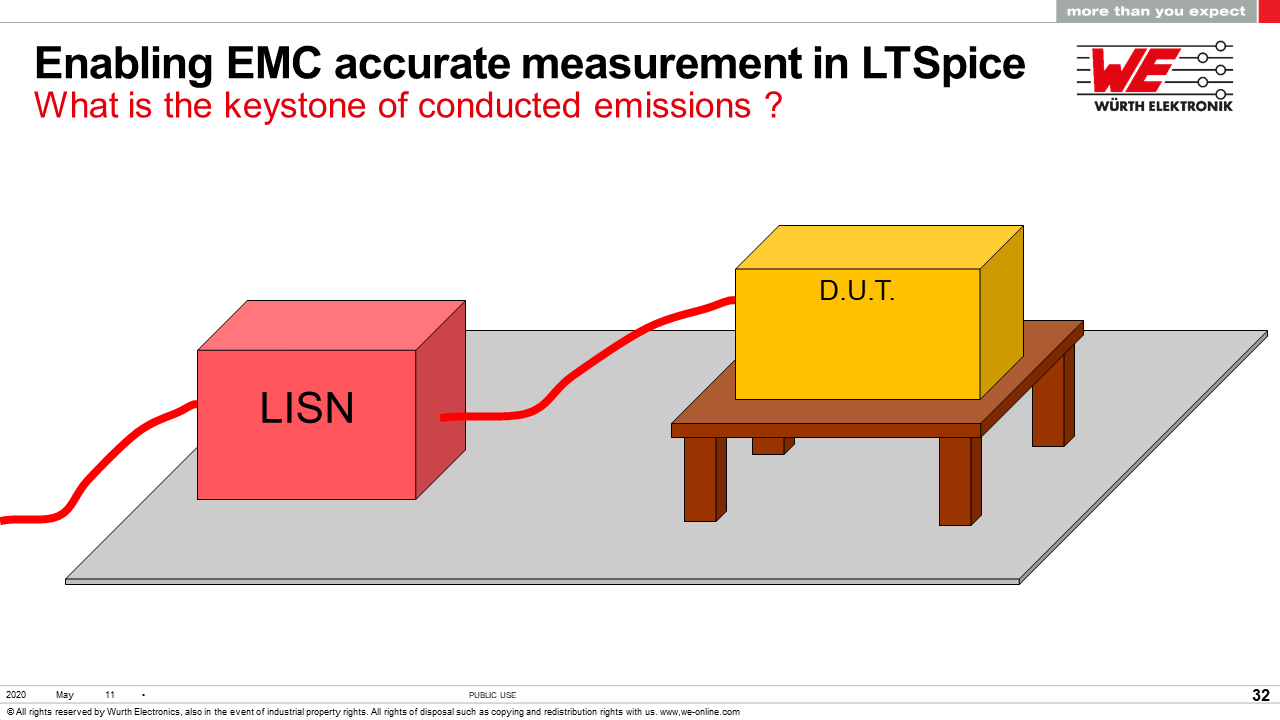 more than you expect
Enabling EMC accurate measurement in LTSpice
What is the keystone of conducted emissions ?
WE
WÜRTH ELEKTRONIK
D.U.T.
LISN
2020 May 11 • PUBLIC USE 32
© All rights reserved by Wurth Electronics, also in the event of industrial property rights. All rights of disposal such as copying and redistribution rights with us. www,we-online.com